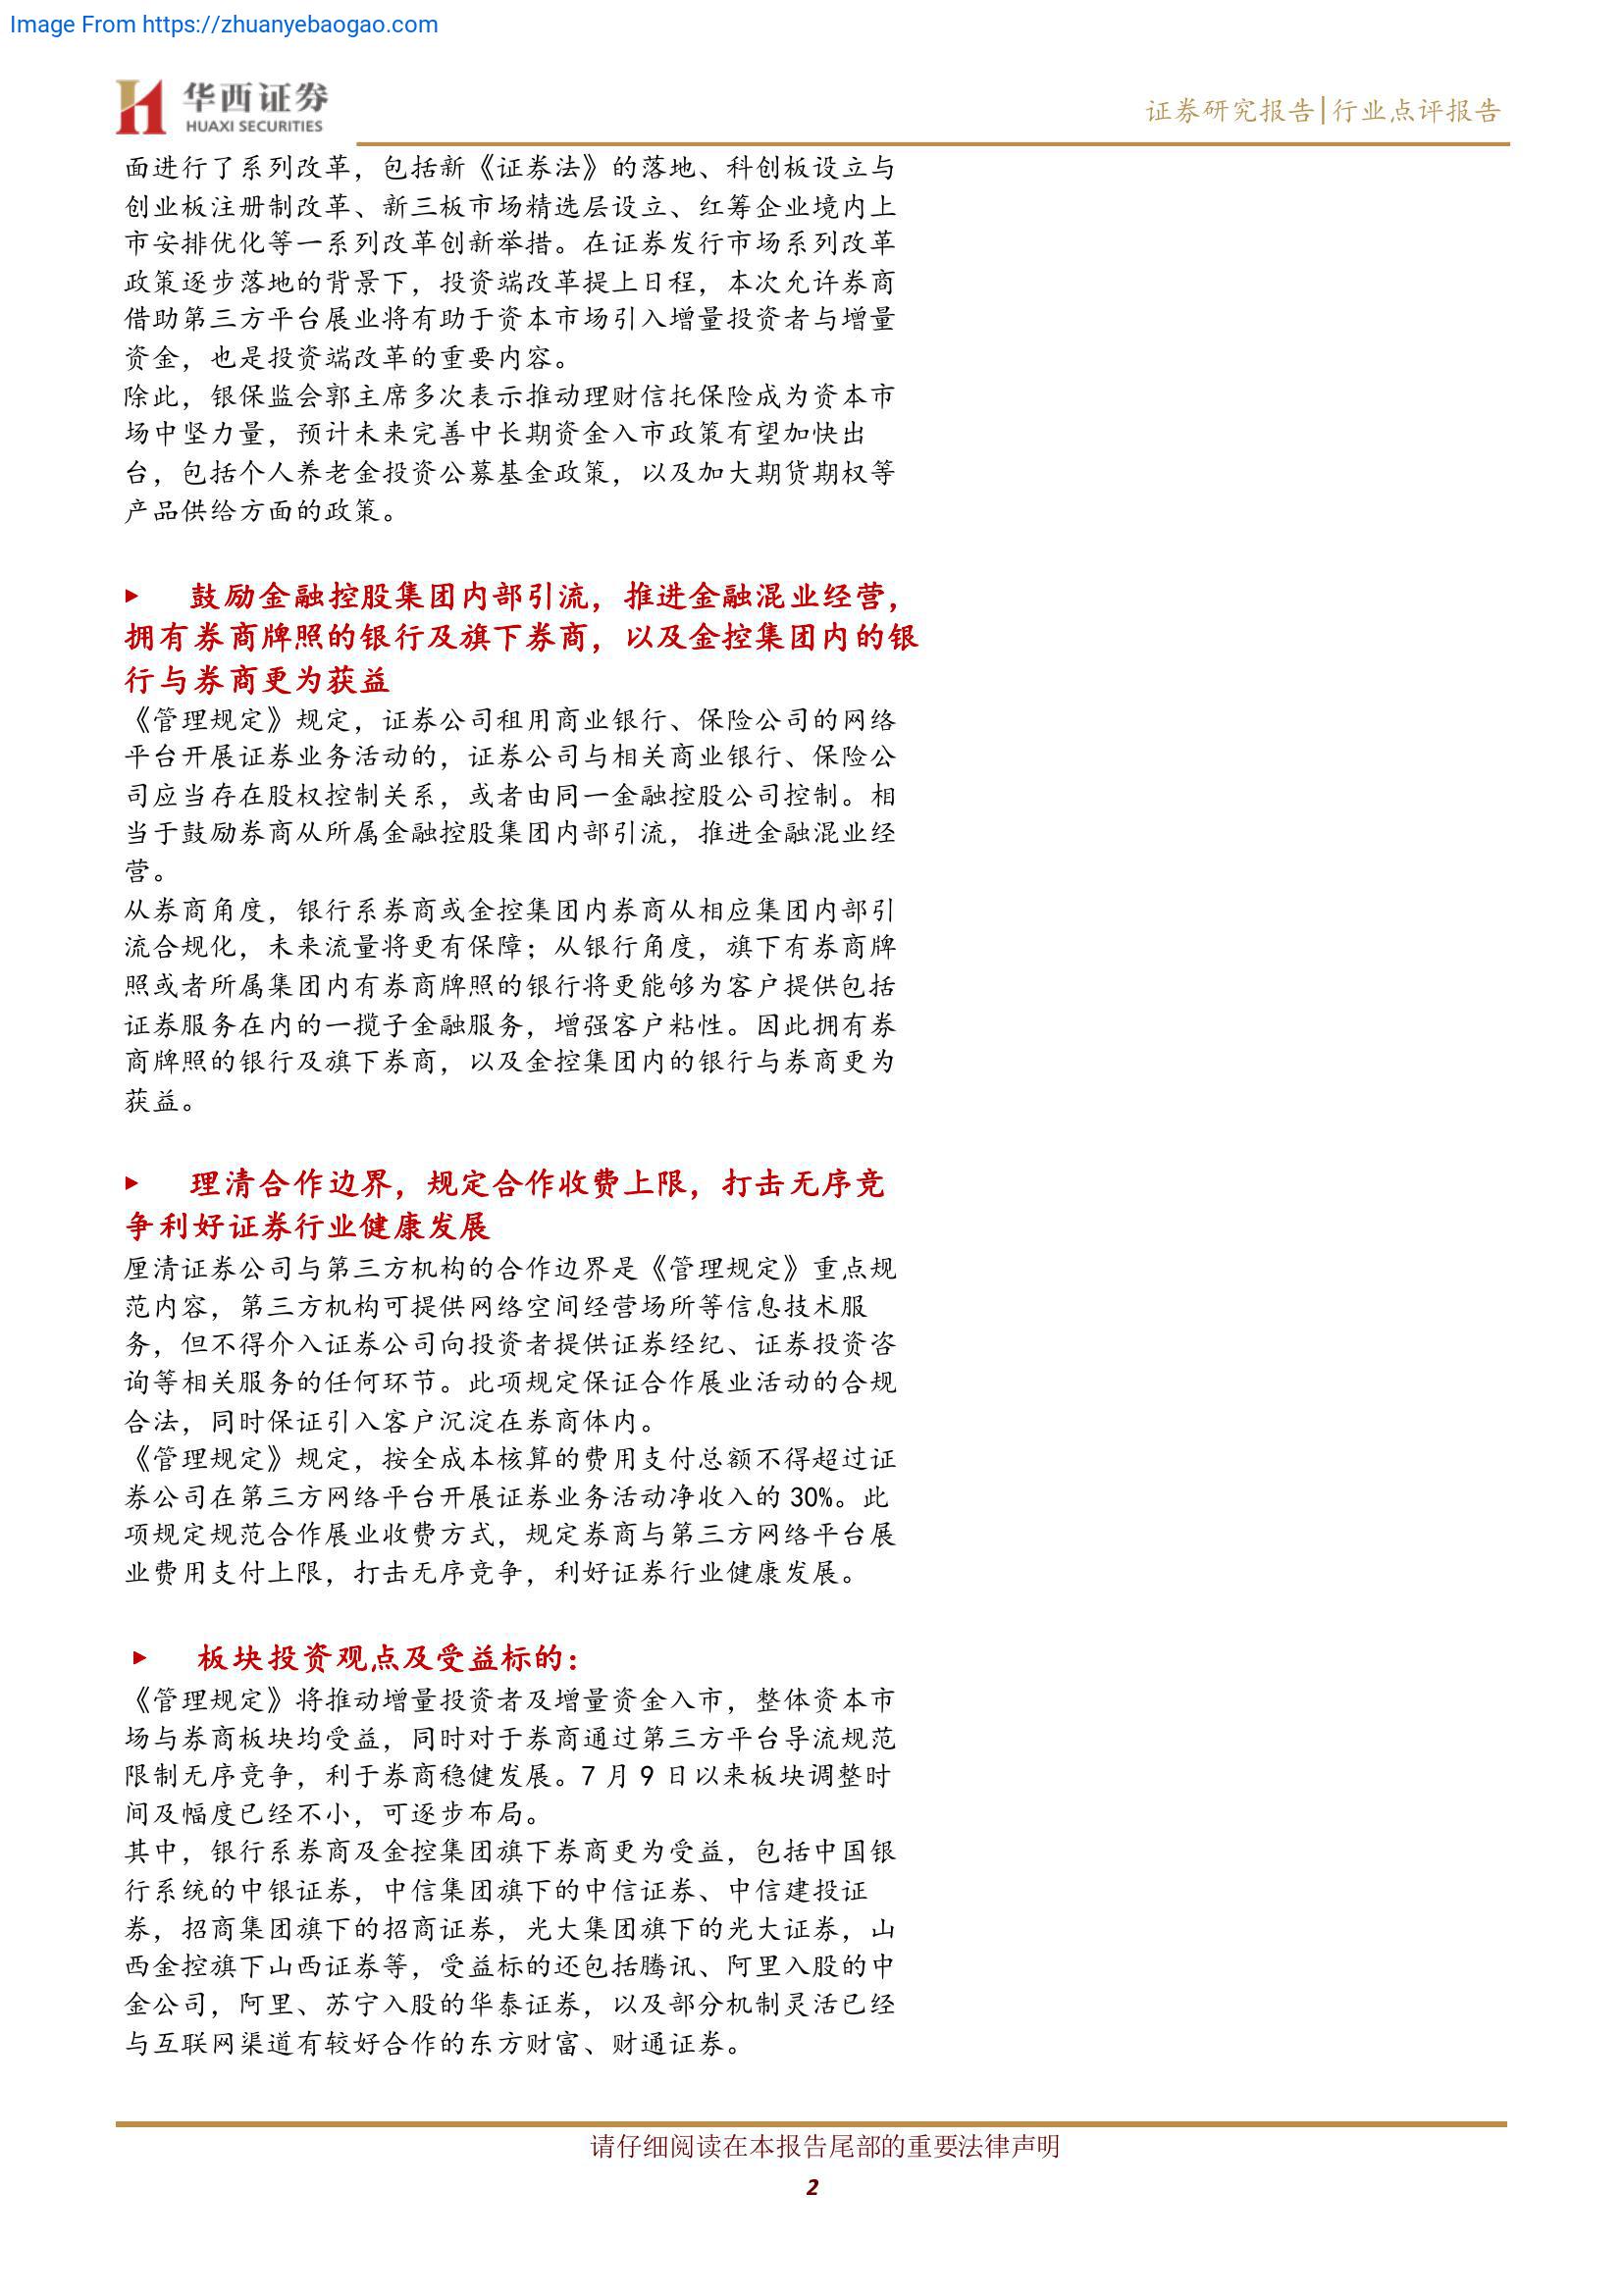 Image From https://zhuanyebaogao.com
华西证券
HUAXI SECURITIES
证券研究报告|行业点评报告
面进行了系列改革，包括新《证券法》的落地、科创板设立与
创业板注册制改革、新三板市场精选层设立、红筹企业境内上
市安排优化等一系列改革创新举措。在证券发行市场系列改革
政策逐步落地的背景下，投资端改革提上日程，本次允许券商
借助第三方平台展业将有助于资本市场引入增量投资者与增量
资金，也是投资端改革的重要内容。
除此，银保监会郭主席多次表示推动理财信托保险成为资本市
场中坚力量，预计未来完善中长期资金入市政策有望加快出
台，包括个人养老金投资公募基金政策，以及加大期货期权等
产品供给方面的政策。
► 鼓励金融控股集团内部引流，推进金融混业经营，
拥有券商牌照的银行及旗下券商，以及金控集团内的银
行与券商更为获益
《管理规定》规定，证券公司租用商业银行、保险公司的网络
平台开展证券业务活动的，证券公司与相关商业银行、保险公
司应当存在股权控制关系，或者由同一金融控股公司控制。相
当于鼓励券商从所属金融控股集团内部引流，推进金融混业经
营。
从券商角度，银行系券商或金控集团内券商从相应集团内部引
流合规化，未来流量将更有保障；从银行角度，旗下有券商牌
照或者所属集团内有券商牌照的银行将更能够为客户提供包括
证券服务在内的一揽子金融服务，增强客户粘性。因此拥有券
商牌照的银行及旗下券商，以及金控集团内的银行与券商更为
获益。
► 理清合作边界，规定合作收费上限，打击无序竞
争利好证券行业健康发展
厘清证券公司与第三方机构的合作边界是《管理规定》重点规
范内容，第三方机构可提供网络空间经营场所等信息技术服
务，但不得介入证券公司向投资者提供证券经纪、证券投资咨
询等相关服务的任何环节。此项规定保证合作展业活动的合规
合法，同时保证引入客户沉淀在券商体内。
《管理规定》规定，按全成本核算的费用支付总额不得超过证
券公司在第三方网络平台开展证券业务活动净收入的 30%。此
项规定规范合作展业收费方式，规定券商与第三方网络平台展
业费用支付上限，打击无序竞争，利好证券行业健康发展。
► 板块投资观点及受益标的：
《管理规定》将推动增量投资者及增量资金入市，整体资本市
场与券商板块均受益，同时对于券商通过第三方平台导流规范
限制无序竞争，利于券商稳健发展。7 月 9 日以来板块调整时
间及幅度已经不小，可逐步布局。
其中，银行系券商及金控集团旗下券商更为受益，包括中国银
行系统的中银证券，中信集团旗下的中信证券、中信建投证
券，招商集团旗下的招商证券，光大集团旗下的光大证券，山
西金控旗下山西证券等，受益标的还包括腾讯、阿里入股的中
金公司，阿里、苏宁入股的华泰证券，以及部分机制灵活已经
与互联网渠道有较好合作的东方财富、财通证券。
请仔细阅读在本报告尾部的重要法律声明
2